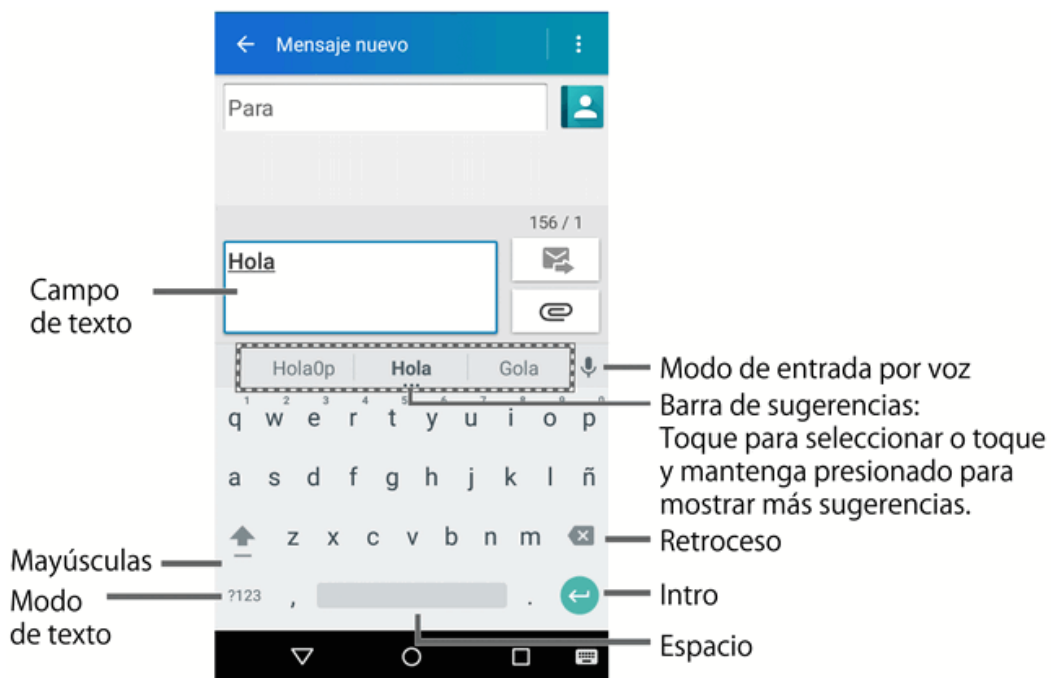 Mensaje nuevo
Para
156 / 1
Hola
Campo
de texto
Hola0p Hola Gola
Modo de entrada por voz
Barra de sugerencias:
Toque para seleccionar o toque
y mantenga presionado para
mostrar más sugerencias.
1 2 3 4 5 6 7 8 9 0
q w e r t y u i o p
a s d f g h j k l ñ
z x c v b n m
Retroceso
Mayúsculas
Modo
de texto
?123 , .
Intro
Espacio